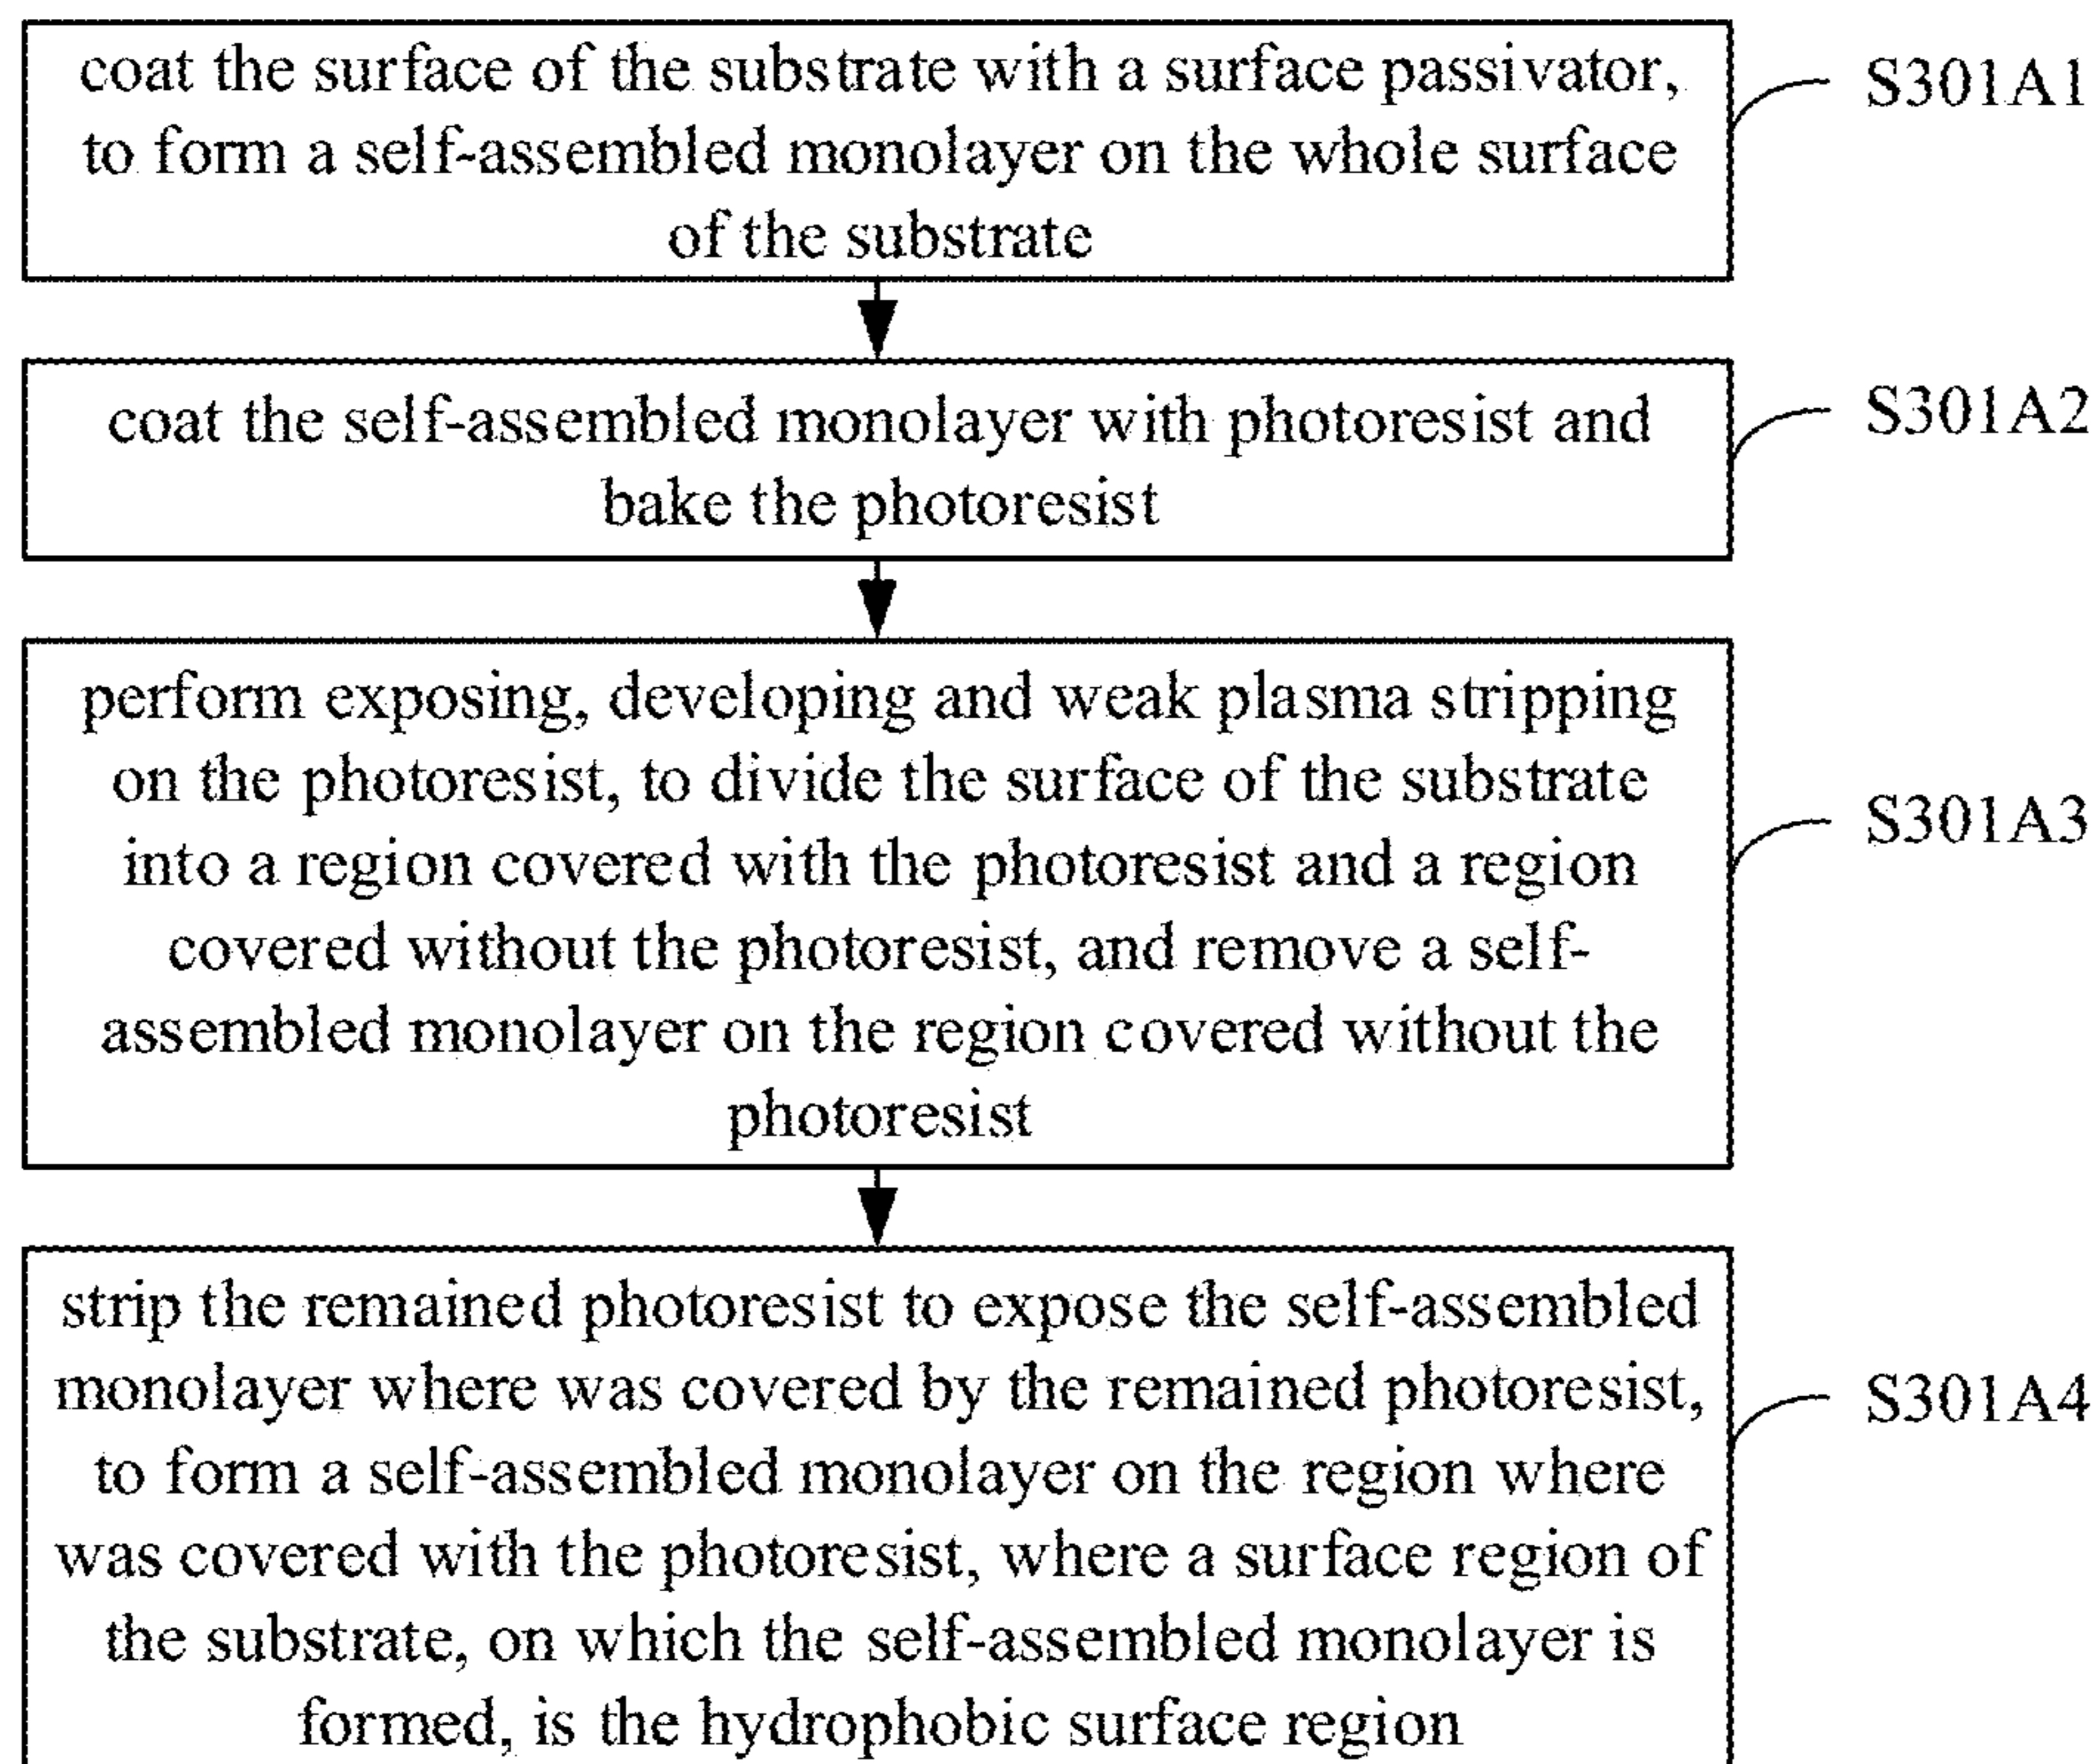 coat the surface of the substrate with a surface passivator,
to form a self-assembled monolayer on the whole surface
of the substrate
S301A1
coat the self-assembled monolayer with photoresist and
bake the photoresist
S301A2
perform exposing, developing and weak plasma stripping
on the photoresist, to divide the surface of the substrate
into a region covered with the photoresist and a region
covered without the photoresist, and remove a self-
assembled monolayer on the region covered without the
photoresist
S301A3
strip the remained photoresist to expose the self-assembled
monolayer where was covered by the remained photoresist,
to form a self-assembled monolayer on the region where
was covered with the photoresist, where a surface region of
the substrate, on which the self-assembled monolayer is
formed, is the hydrophobic surface region
S301A4